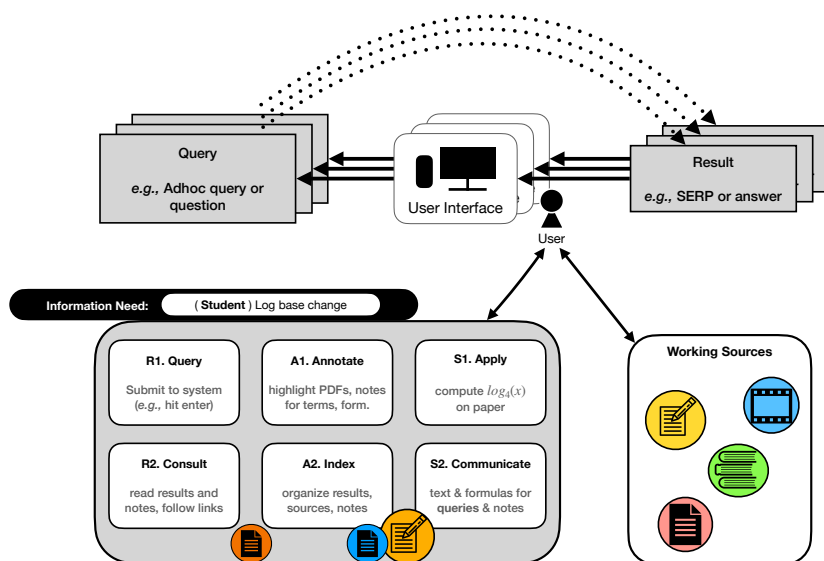 Query
e.g., Adhoc query or
question
User Interface
Result
e.g., SERP or answer
User
Information Need:
( Student ) Log base change
R1. Query
Submit to system
(e.g., hit enter)
A1. Annotate
highlight PDFs, notes
for terms, form.
S1. Apply
compute log₄(x)
on paper
R2. Consult
read results and
notes, follow links
A2. Index
organize results,
sources, notes
S2. Communicate
text & formulas for
queries & notes
Working Sources